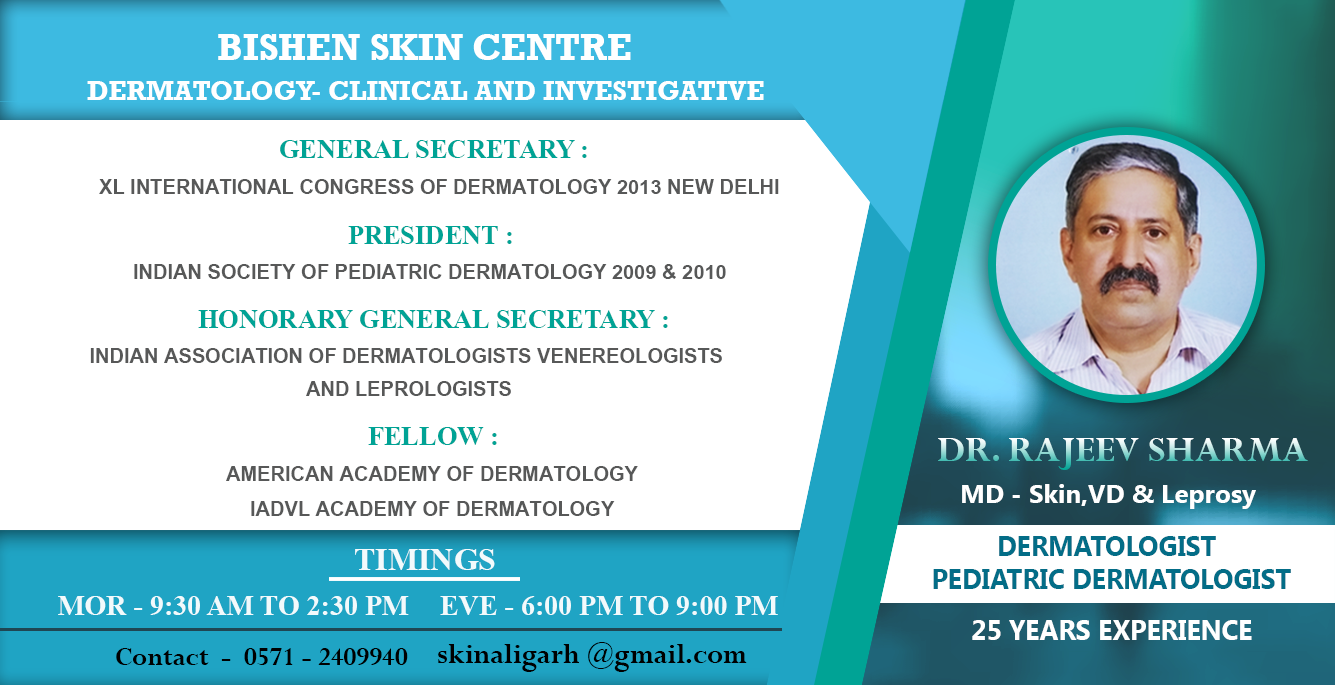 BISHEN SKIN CENTRE
DERMATOLOGY- CLINICAL AND INVESTIGATIVE
GENERAL SECRETARY :
XL INTERNATIONAL CONGRESS OF DERMATOLOGY 2013 NEW DELHI
PRESIDENT :
INDIAN SOCIETY OF PEDIATRIC DERMATOLOGY 2009 & 2010
HONORARY GENERAL SECRETARY :
INDIAN ASSOCIATION OF DERMATOLOGISTS VENEREOLOGISTS
AND LEPROLOGISTS
FELLOW :
AMERICAN ACADEMY OF DERMATOLOGY
IADVL ACADEMY OF DERMATOLOGY
TIMINGS
MOR - 9:30 AM TO 2:30 PM EVE - 6:00 PM TO 9:00 PM
Contact - 0571 - 2409940 skinaligarh @gmail.com
DR. RAJEEV SHARMA
MD - Skin,VD & Leprosy
DERMATOLOGIST
PEDIATRIC DERMATOLOGIST
25 YEARS EXPERIENCE